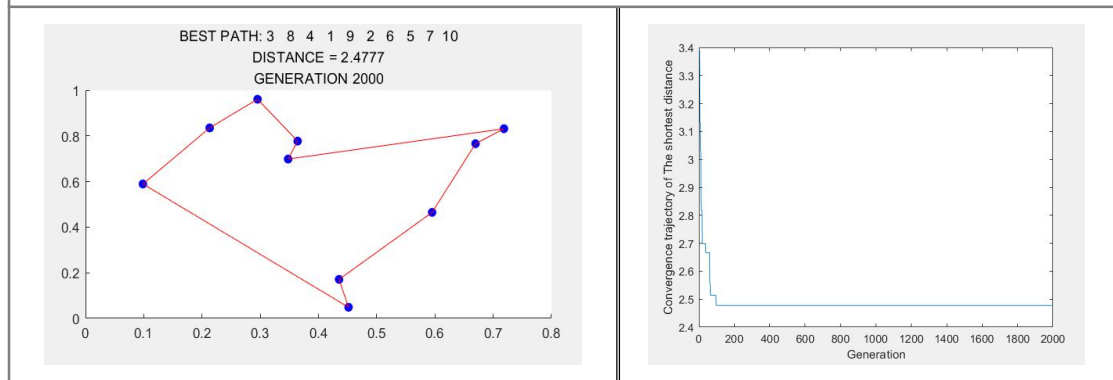 BEST PATH: 3 8 4 1 9 2 6 5 7 10
DISTANCE = 2.4777
GENERATION 2000
1
0.8
0.6
0.4
0.2
0
0 0.1 0.2 0.3 0.4 0.5 0.6 0.7 0.8
Convergence trajectory of The shortest distance
3.4
3.3
3.2
3.1
3
2.9
2.8
2.7
2.6
2.5
2.4
0 200 400 600 800 1000 1200 1400 1600 1800 2000
Generation